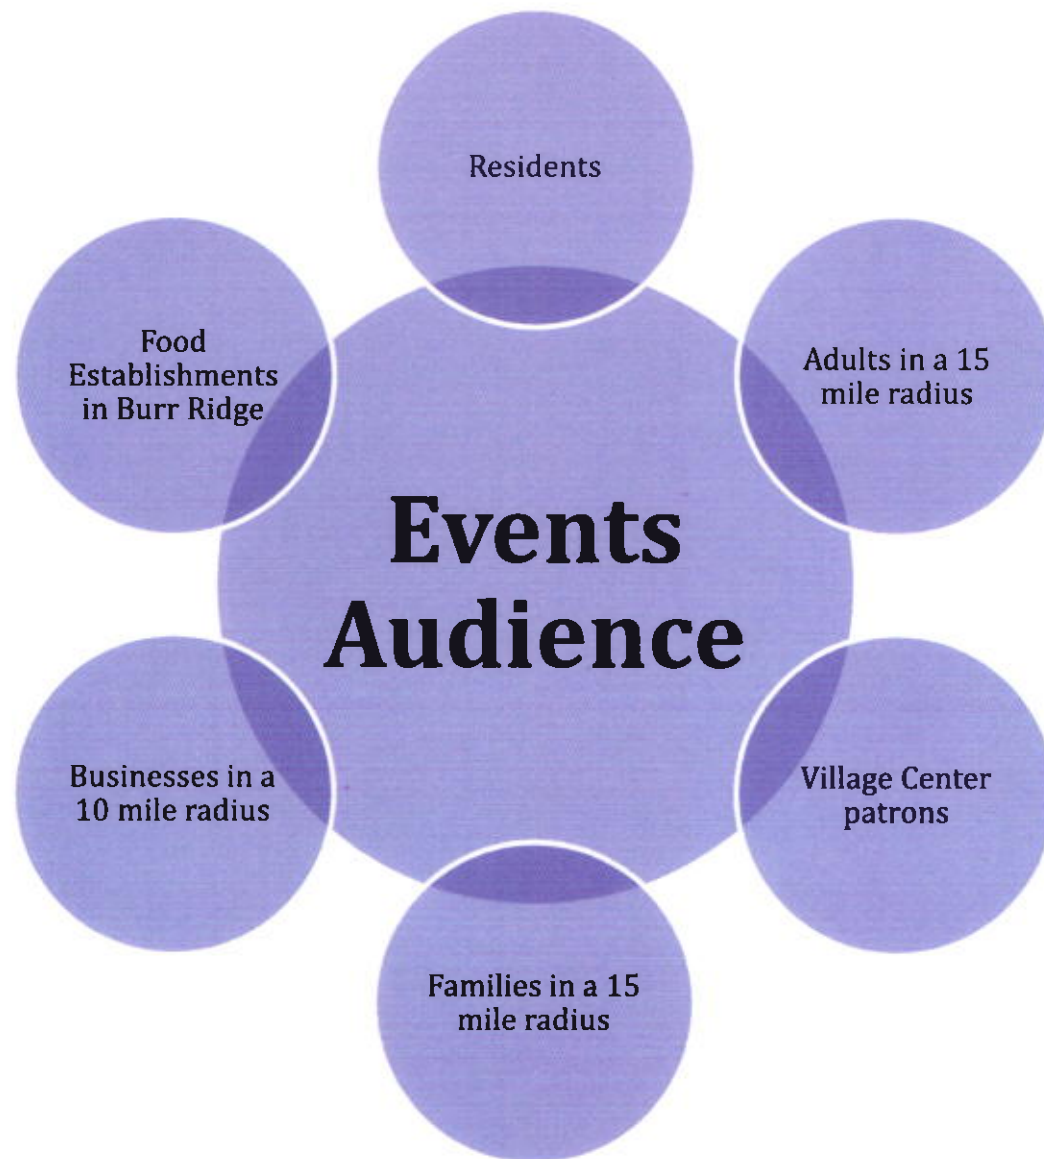 Residents
Adults in a 15
mile radius
Village Center
patrons
Families in a 15
mile radius
Businesses in a
10 mile radius
Food
Establishments
in Burr Ridge
Events
Audience